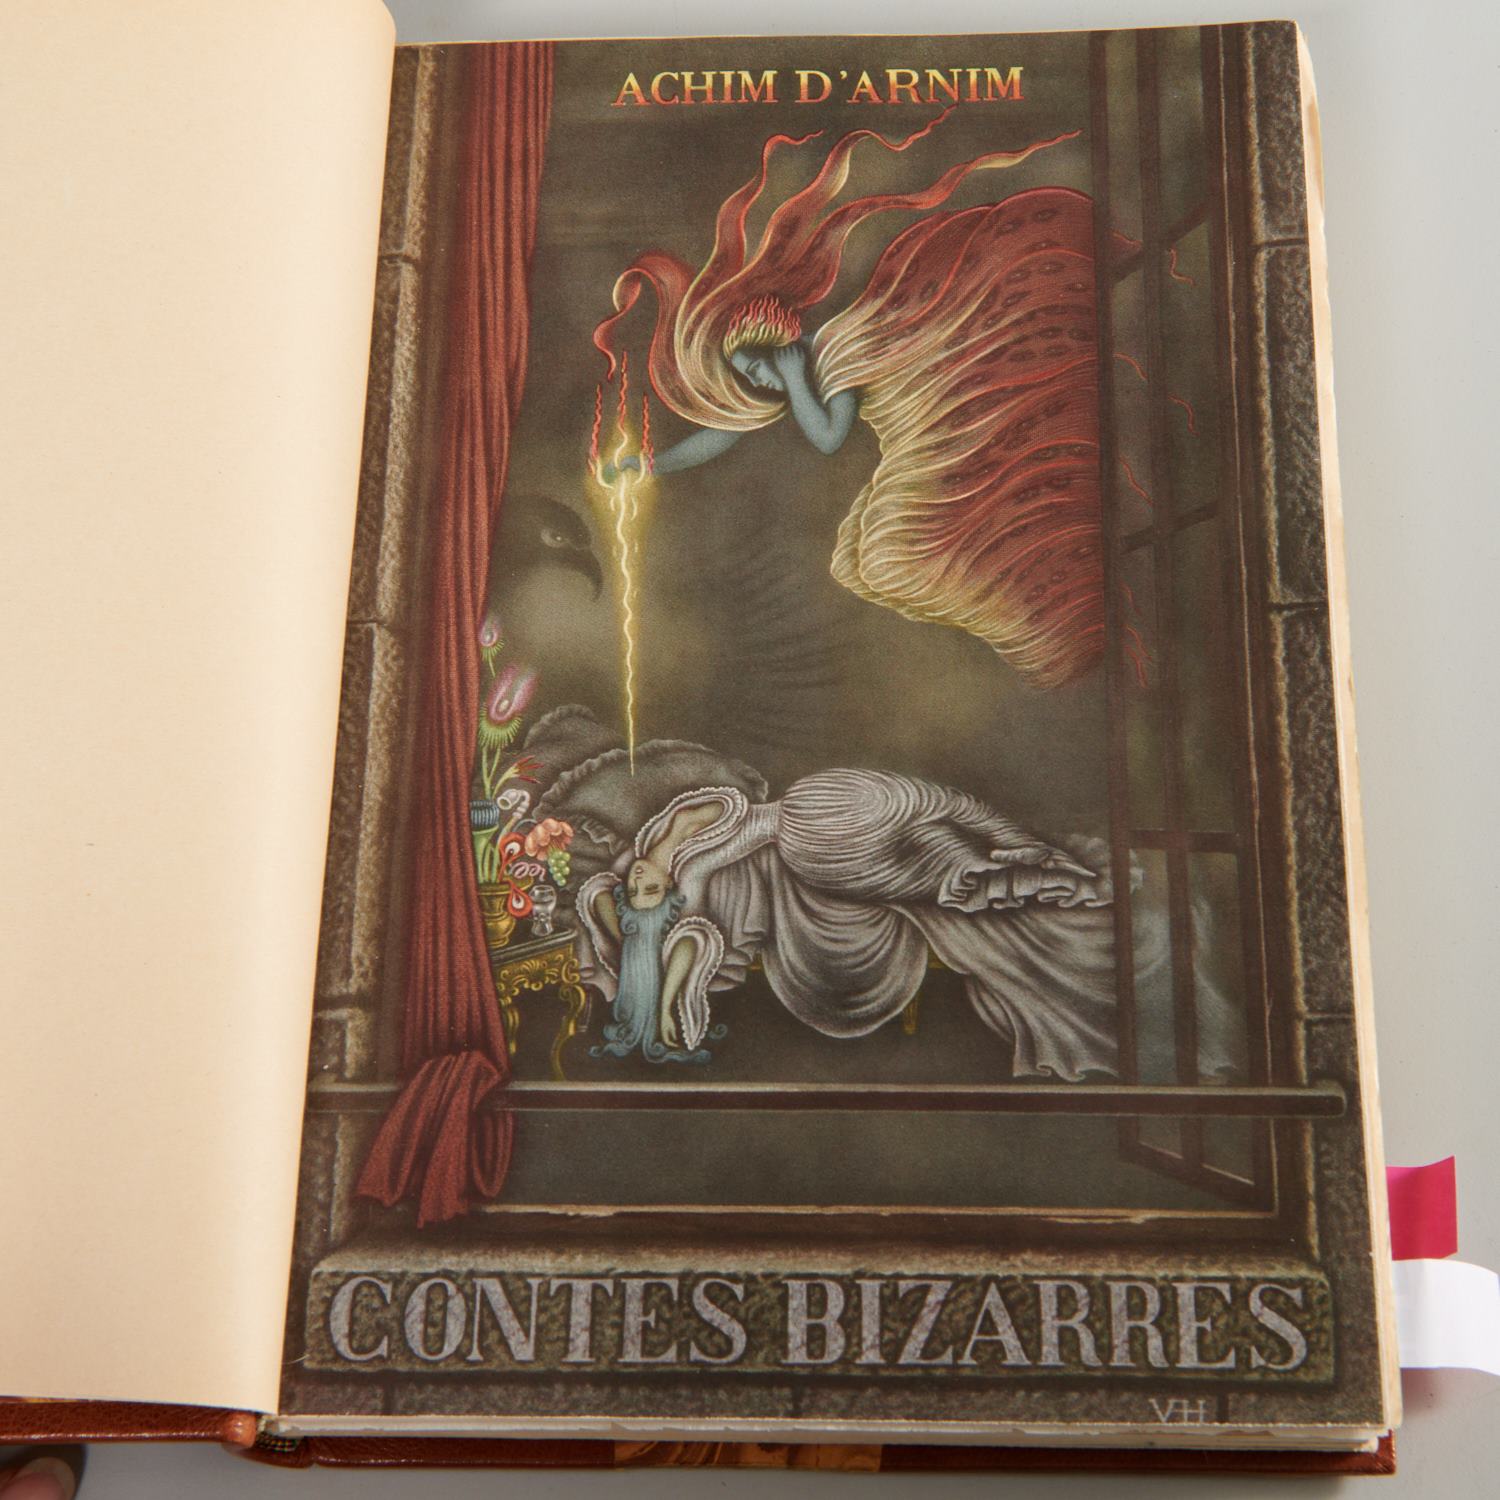 ACHIM D'ARNIM
CONTES BIZARRES
VH